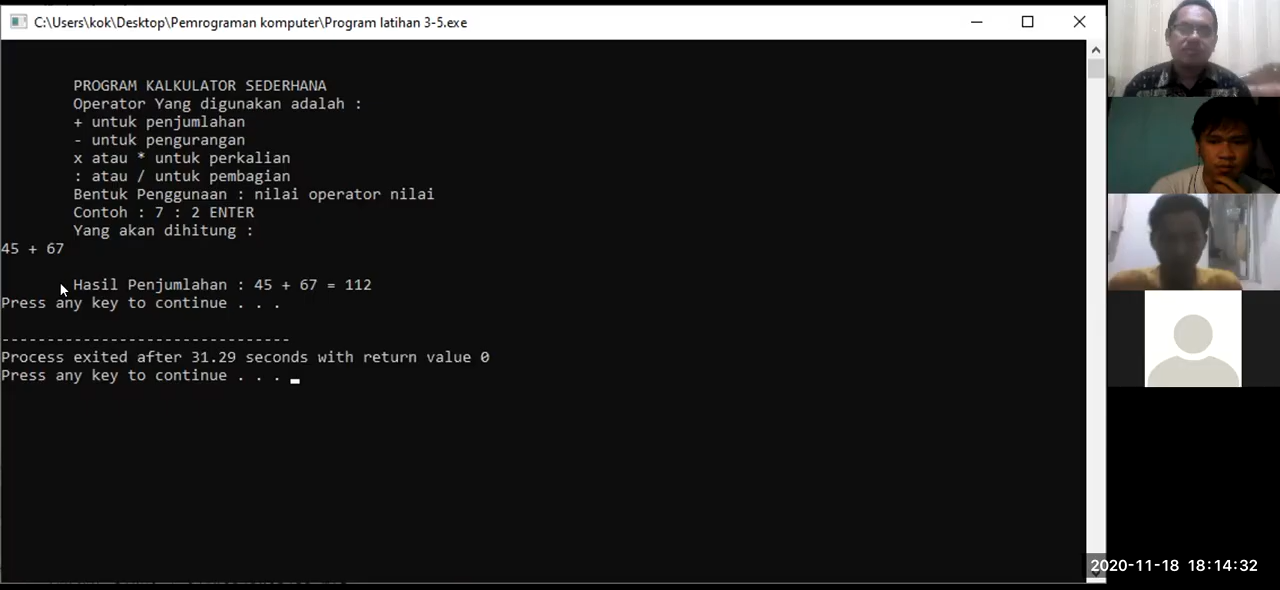 C:\Users\kok\Desktop\Pemrograman komputer\Program latihan 3-5.exe
PROGRAM KALKULATOR SEDERHANA
Operator Yang digunakan adalah :
+ untuk penjumlahan
- untuk pengurangan
x atau * untuk perkalian
: atau / untuk pembagian
Bentuk Penggunaan : nilai operator nilai
Contoh : 7 : 2 ENTER
Yang akan dihitung :
45 + 67
Hasil Penjumlahan : 45 + 67 = 112
Press any key to continue . . .
--------------------------------
Process exited after 31.29 seconds with return value 0
Press any key to continue . . .
2020-11-18 18:14:32